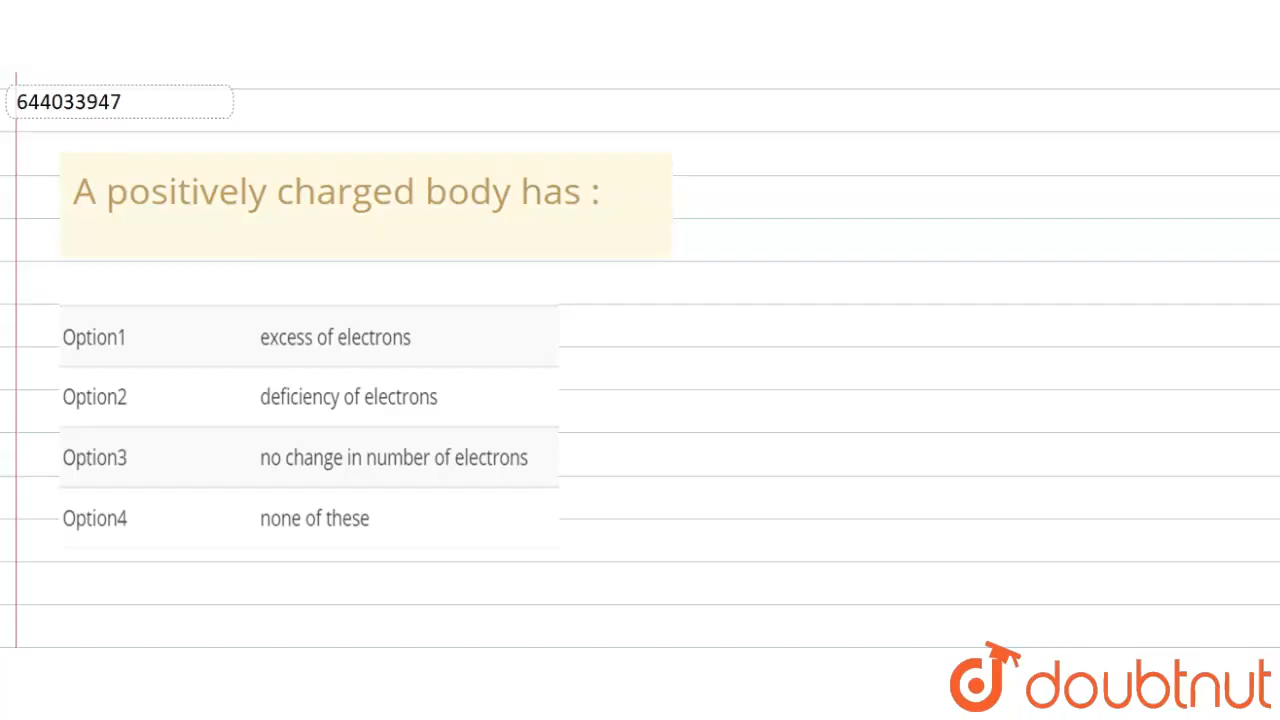 644033947
A positively charged body has :
Option1 excess of electrons
Option2 deficiency of electrons
Option3 no change in number of electrons
Option4 none of these
doubtnut